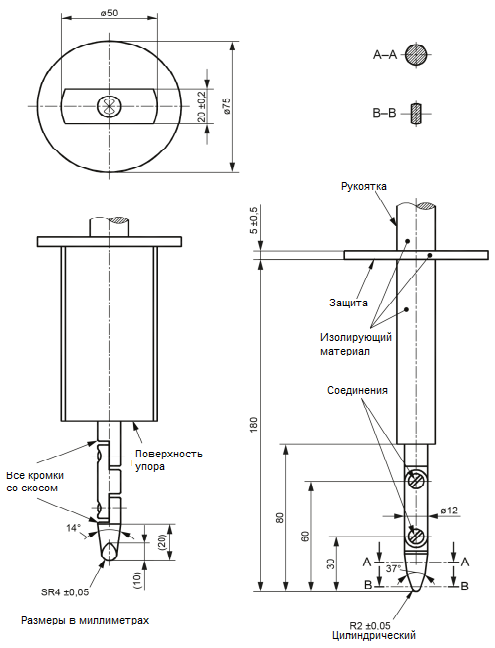 ø50
20 ±0,2
ø75
A–A
B–B
Рукоятка
5 ±0,5
Защита
Изолирующий
материал
Соединения
180
80
60
30
ø12
Поверхность
упора
Все кромки
со скосом
14°
(20)
(10)
37°
A
A
B
B
SR4 ±0,05
R2 ±0,05
Цилиндрический
Размеры в миллиметрах